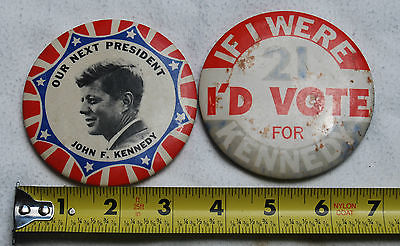 OUR NEXT PRESIDENT
JOHN F. KENNEDY
IF I WERE
21
I'D VOTE
FOR
KENNEDY
1 2 3 4 5 6 7
NYLON
COAT